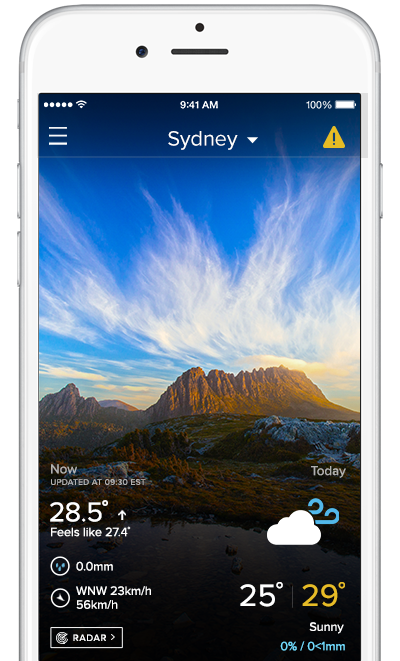 9:41 AM 100%
Sydney
Now
UPDATED AT 09:30 EST
Today
28.5°
Feels like 27.4°
0.0mm
WNW 23km/h
56km/h
25° 29°
Sunny
RADAR
0% / 0<1mm